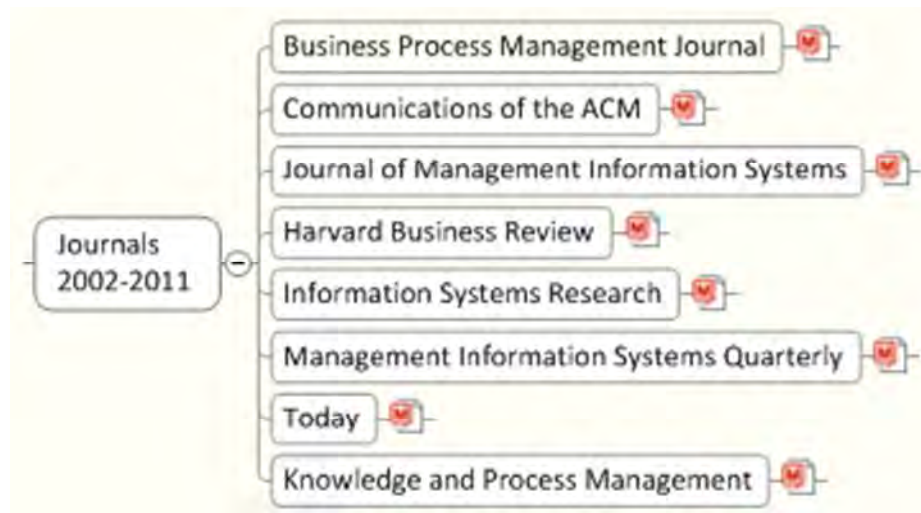 Business Process Management Journal
Communications of the ACM
Journal of Management Information Systems
Journals
2002-2011
Harvard Business Review
Information Systems Research
Management Information Systems Quarterly
Today
Knowledge and Process Management